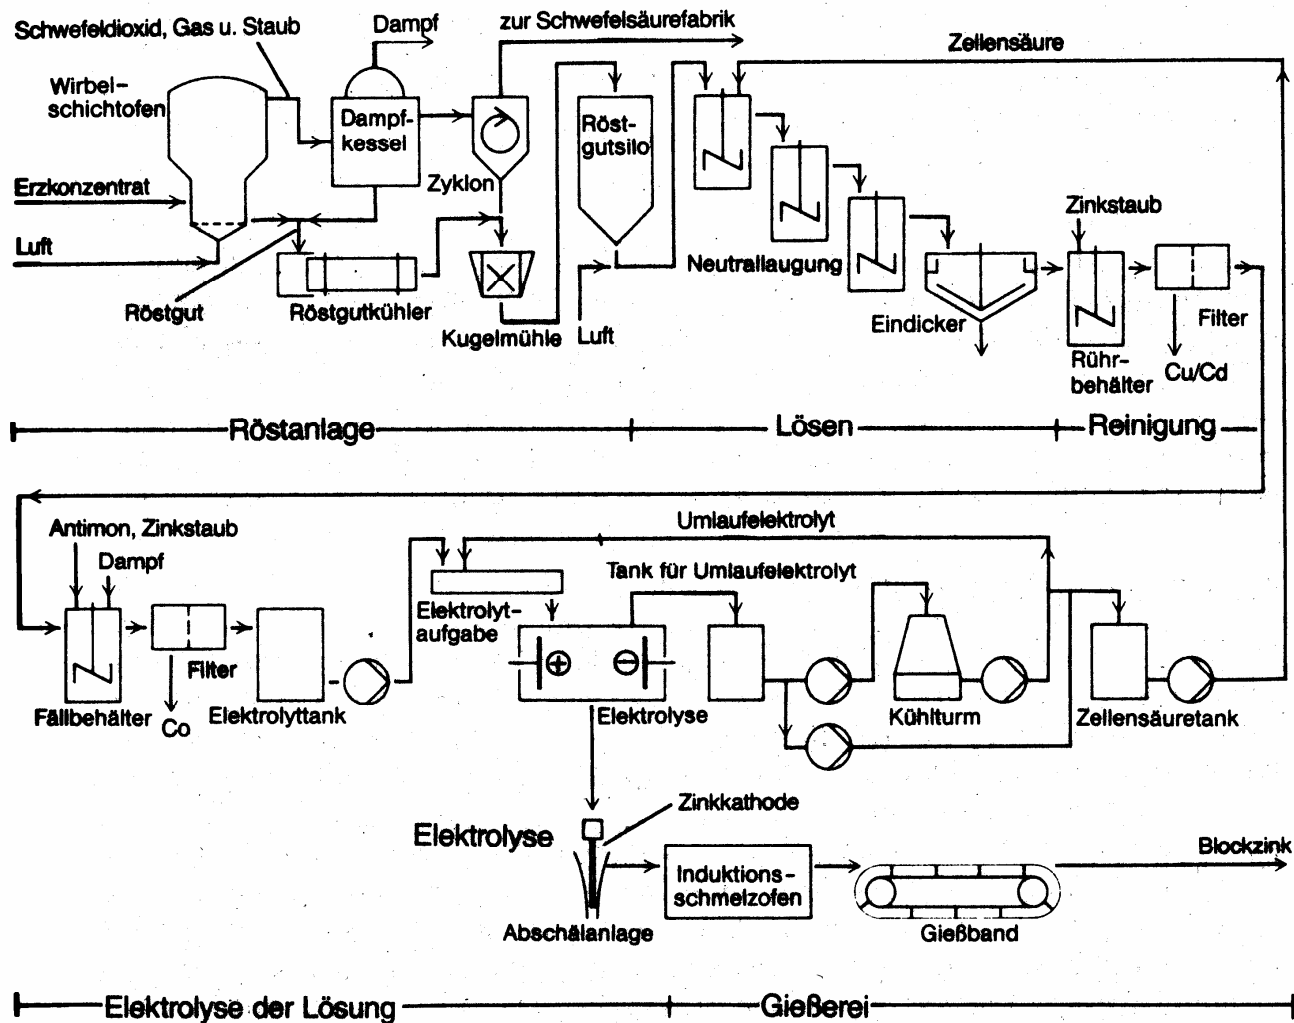 Schwefeldioxid, Gas u. Staub
Dampf
zur Schwefelsäurefabrik
Zellensäure
Wirbel-
schichtofen
Dampf-
kessel
Röst-
gutsilo
Zyklon
Erzkonzentrat
Zinkstaub
Luft
Neutrallaugung
Röstgut
Röstgutkühler
Kugelmühle
Luft
Eindicker
Filter
Rühr-
behälter
Cu/Cd
Röstanlage
Lösen
Reinigung
Antimon, Zinkstaub
Dampf
Umlaufelektrolyt
Tank für Umlaufelektrolyt
Elektrolyt-
aufgabe
Filter
Fällbehälter
Co
Elektrolyttank
+
−
Elektrolyse
Kühlturm
Zellensäuretank
Elektrolyse
Zinkkathode
Induktions-
schmelzofen
Blockzink
Abschälanlage
Gießband
Elektrolyse der Lösung
Gießerei